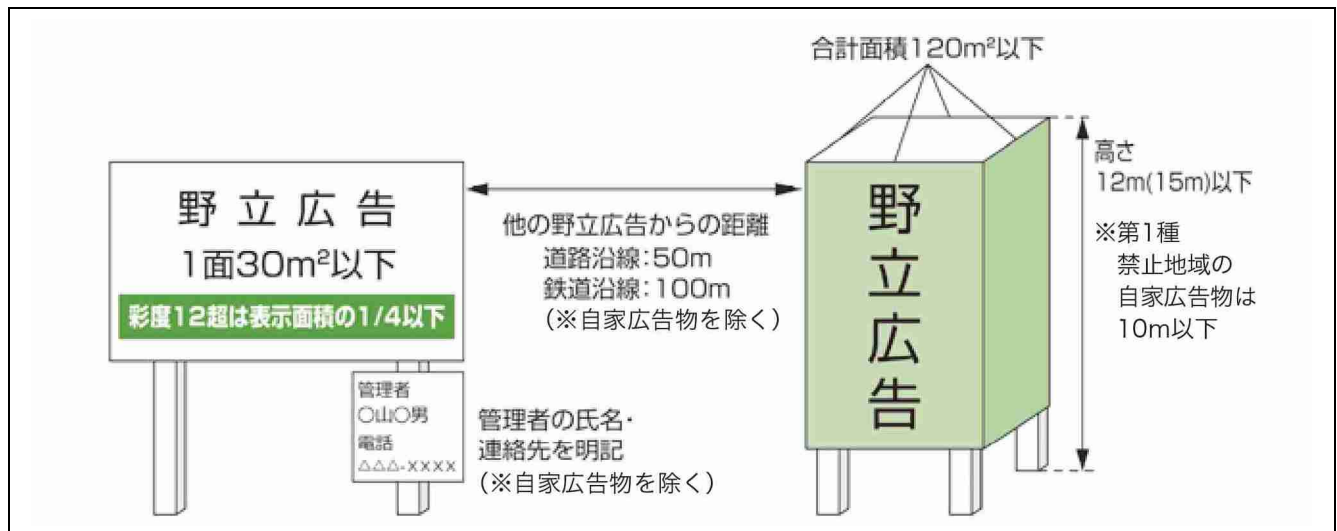 合計面積120m²以下
野立広告
1面30m²以下
彩度12超は表示面積の1/4以下
管理者
〇山〇男
電話
△△△-××××
管理者の氏名・
連絡先を明記
(※自家広告物を除く)
他の野立広告からの距離
道路沿線:50m
鉄道沿線:100m
(※自家広告物を除く)
野立広告
高さ
12m(15m)以下
※第1種
禁止地域の
自家広告物は
10m以下